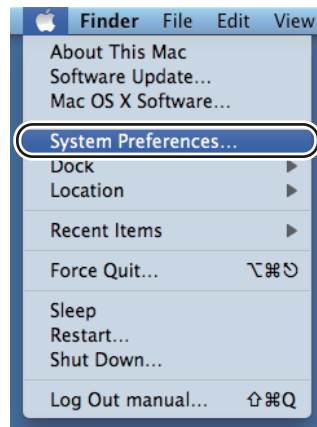 Finder File Edit View
About This Mac
Software Update...
Mac OS X Software...
System Preferences...
Dock
Location
Recent Items
Force Quit... ⌥⌘⎋
Sleep
Restart...
Shut Down...
Log Out manual... ⇧⌘Q